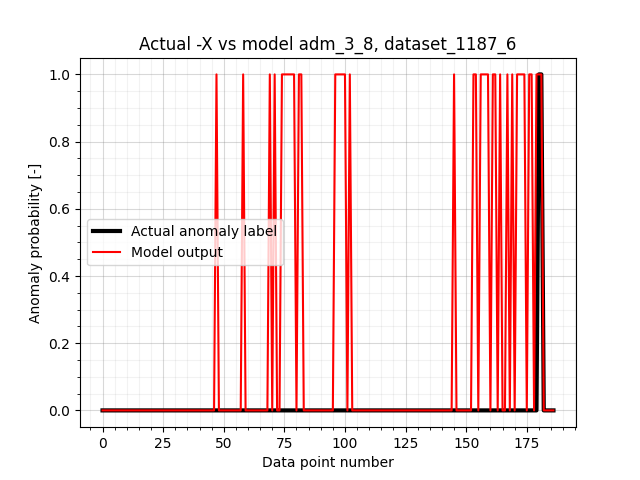 Actual -X vs model adm_3_8, dataset_1187_6
Anomaly probability [-]
1.0
0.8
0.6
0.4
0.2
0.0
Actual anomaly label
Model output
0 25 50 75 100 125 150 175
Data point number